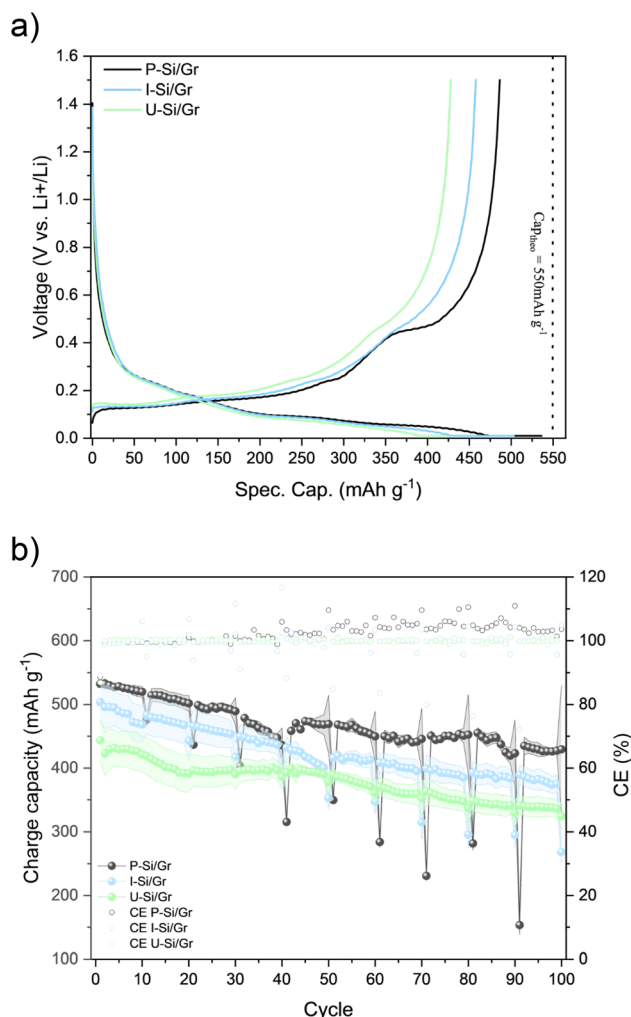 a)
1.6
1.4
1.2
1.0
0.8
0.6
0.4
0.2
0.0
Voltage (V vs. Li+/Li)
P-Si/Gr
I-Si/Gr
U-Si/Gr
Captheo = 550mAh g-1
0 50 100 150 200 250 300 350 400 450 500 550
Spec. Cap. (mAh g-1)
b)
700
600
500
400
300
200
100
Charge capacity (mAh g-1)
P-Si/Gr
I-Si/Gr
U-Si/Gr
CE P-Si/Gr
CE I-Si/Gr
CE U-Si/Gr
120
100
80
60
40
20
0
CE (%)
0 10 20 30 40 50 60 70 80 90 100
Cycle